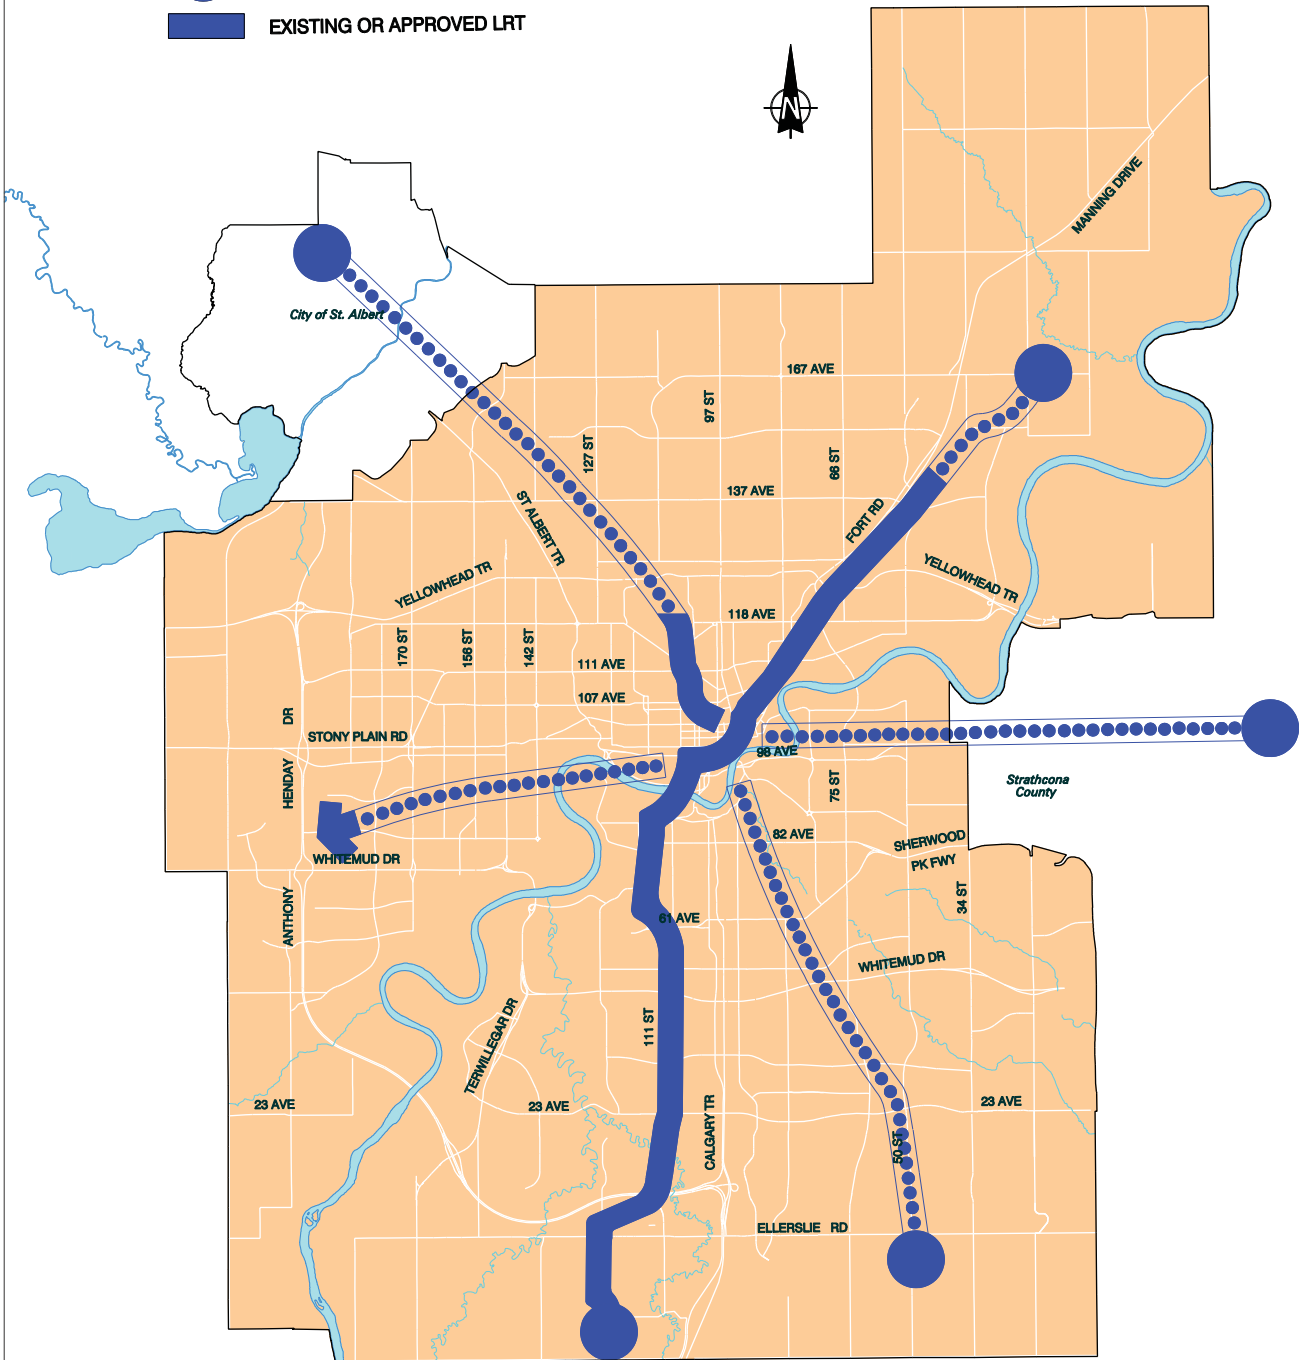 EXISTING OR APPROVED LRT
N
MANNING DRIVE
City of St. Albert
167 AVE
97 ST
127 ST
66 ST
137 AVE
ST ALBERT TR
FORT RD
YELLOWHEAD TR
YELLOWHEAD TR
118 AVE
170 ST
156 ST
142 ST
111 AVE
107 AVE
ANTHONY HENDAY DR
STONY PLAIN RD
98 AVE
75 ST
Strathcona
County
82 AVE
SHERWOOD
PK FWY
WHITEMUD DR
34 ST
61 AVE
WHITEMUD DR
TERWILLEGAR DR
111 ST
23 AVE
23 AVE
23 AVE
CALGARY TR
50 ST
ELLERSLIE RD